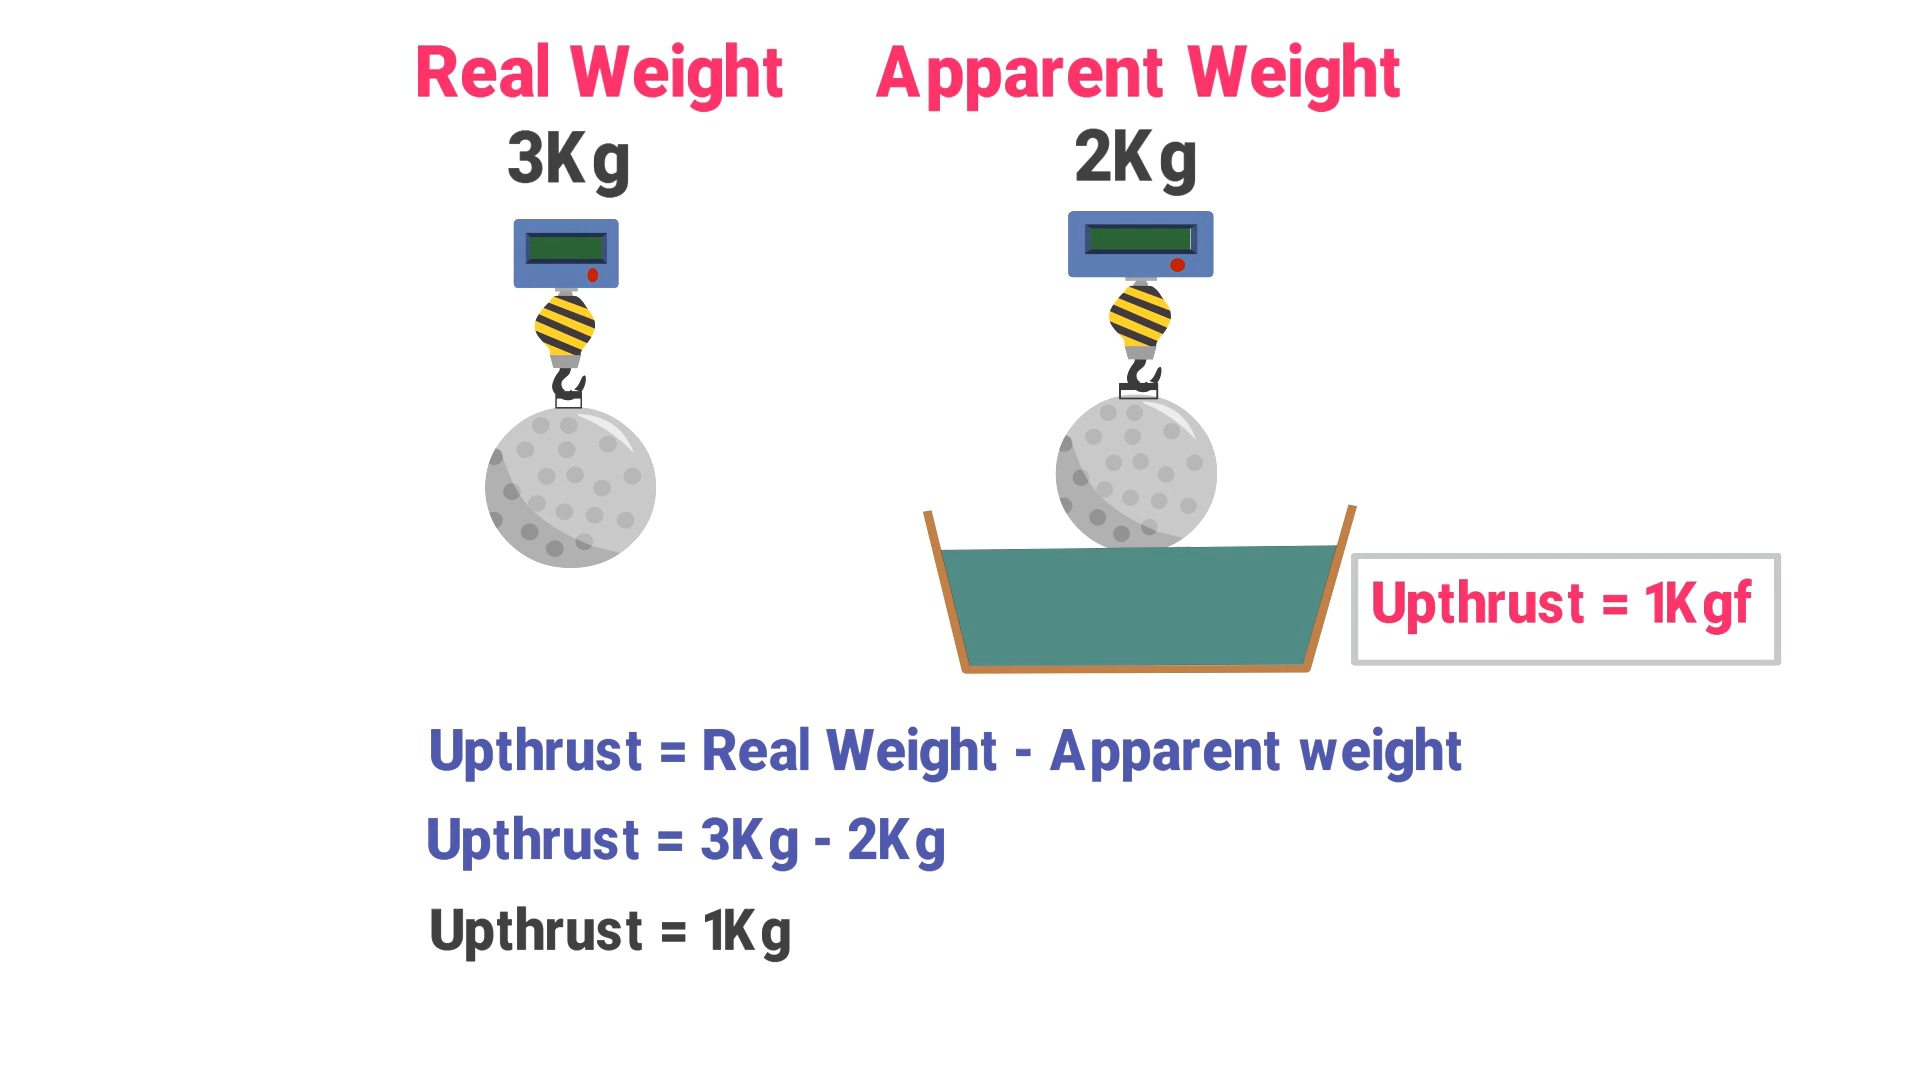 Real Weight
Apparent Weight
3Kg
2Kg
Upthrust = 1Kgf
Upthrust = Real Weight - Apparent weight
Upthrust = 3Kg - 2Kg
Upthrust = 1Kg